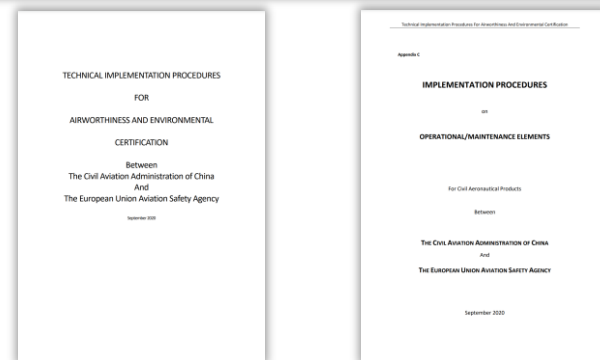 TECHNICAL IMPLEMENTATION PROCEDURES
FOR
AIRWORTHINESS AND ENVIRONMENTAL
CERTIFICATION
Between
The Civil Aviation Administration of China
And
The European Union Aviation Safety Agency
September 2020
Technical Implementation Procedures For Airworthiness And Environmental Certification
Appendix C
IMPLEMENTATION PROCEDURES
on
OPERATIONAL/MAINTENANCE ELEMENTS
For Civil Aeronautical Products
Between
THE CIVIL AVIATION ADMINISTRATION OF CHINA
And
THE EUROPEAN UNION AVIATION SAFETY AGENCY
September 2020